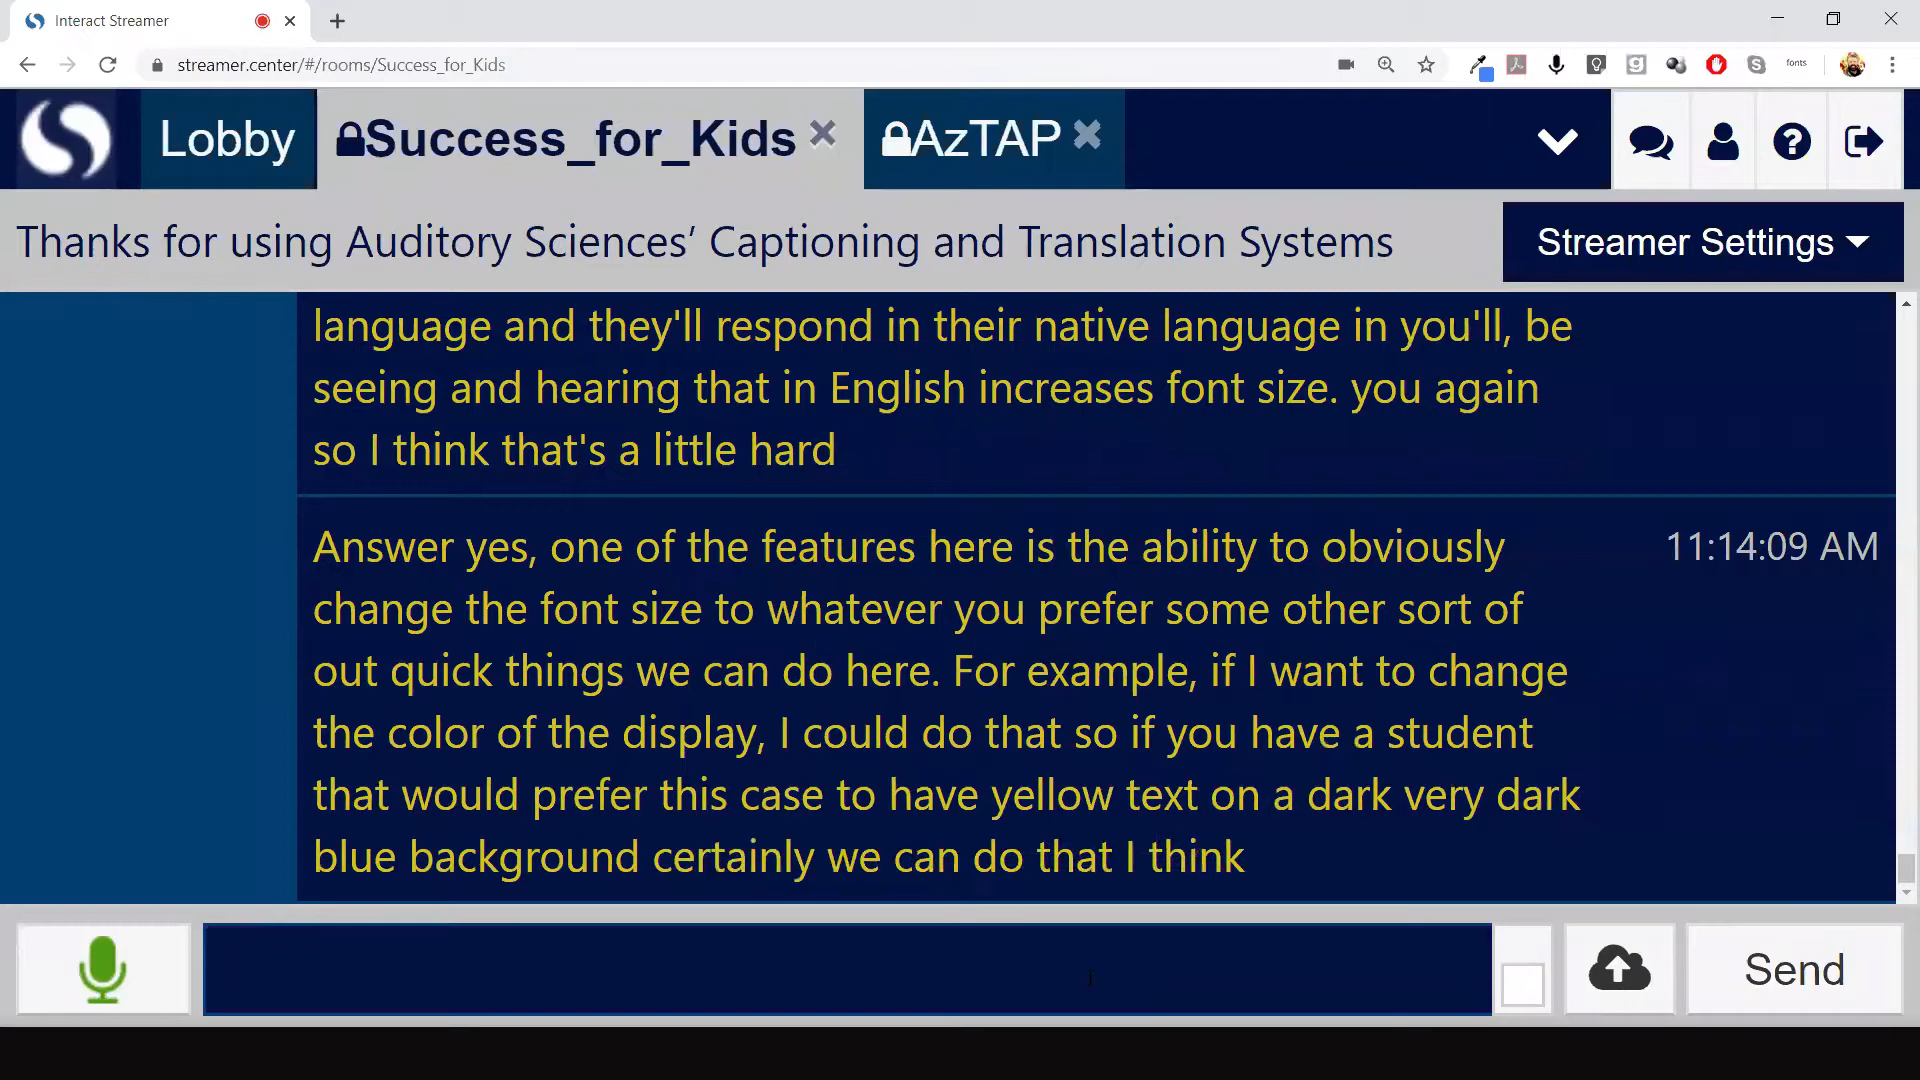 Interact Streamer
streamer.center/#/rooms/Success_for_Kids
fonts
Lobby
Success_for_Kids
AzTAP
Thanks for using Auditory Sciences’ Captioning and Translation Systems
Streamer Settings
language and they'll respond in their native language in you'll, be
seeing and hearing that in English increases font size. you again
so I think that's a little hard
Answer yes, one of the features here is the ability to obviously
11:14:09 AM
change the font size to whatever you prefer some other sort of
out quick things we can do here. For example, if I want to change
the color of the display, I could do that so if you have a student
that would prefer this case to have yellow text on a dark very dark
blue background certainly we can do that I think
Send